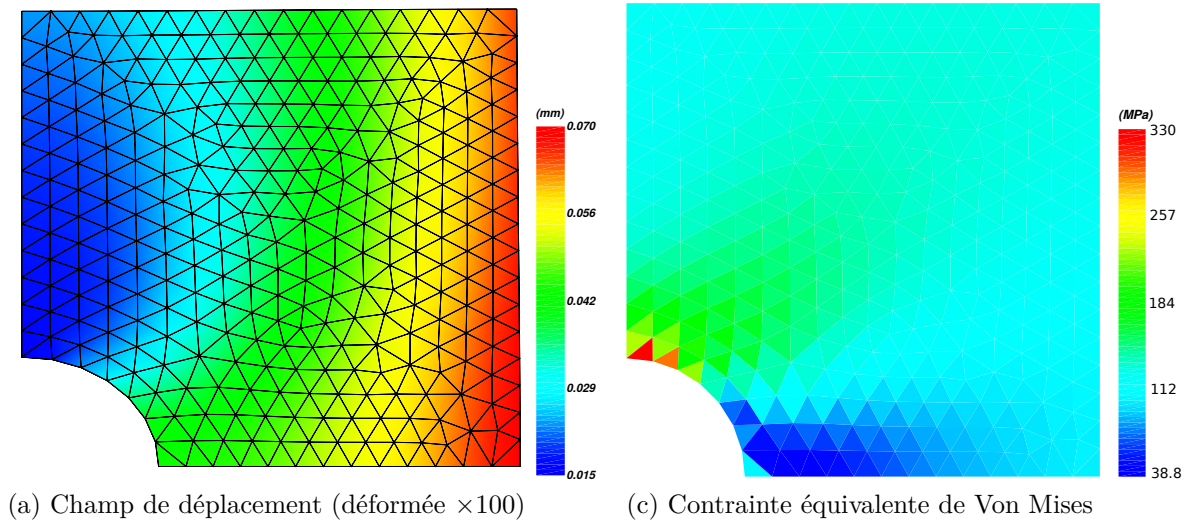 (mm)
0.070
0.056
0.042
0.029
0.015
(MPa)
330
257
184
112
38.8
(a) Champ de déplacement (déformée ×100)
(c) Contrainte équivalente de Von Mises